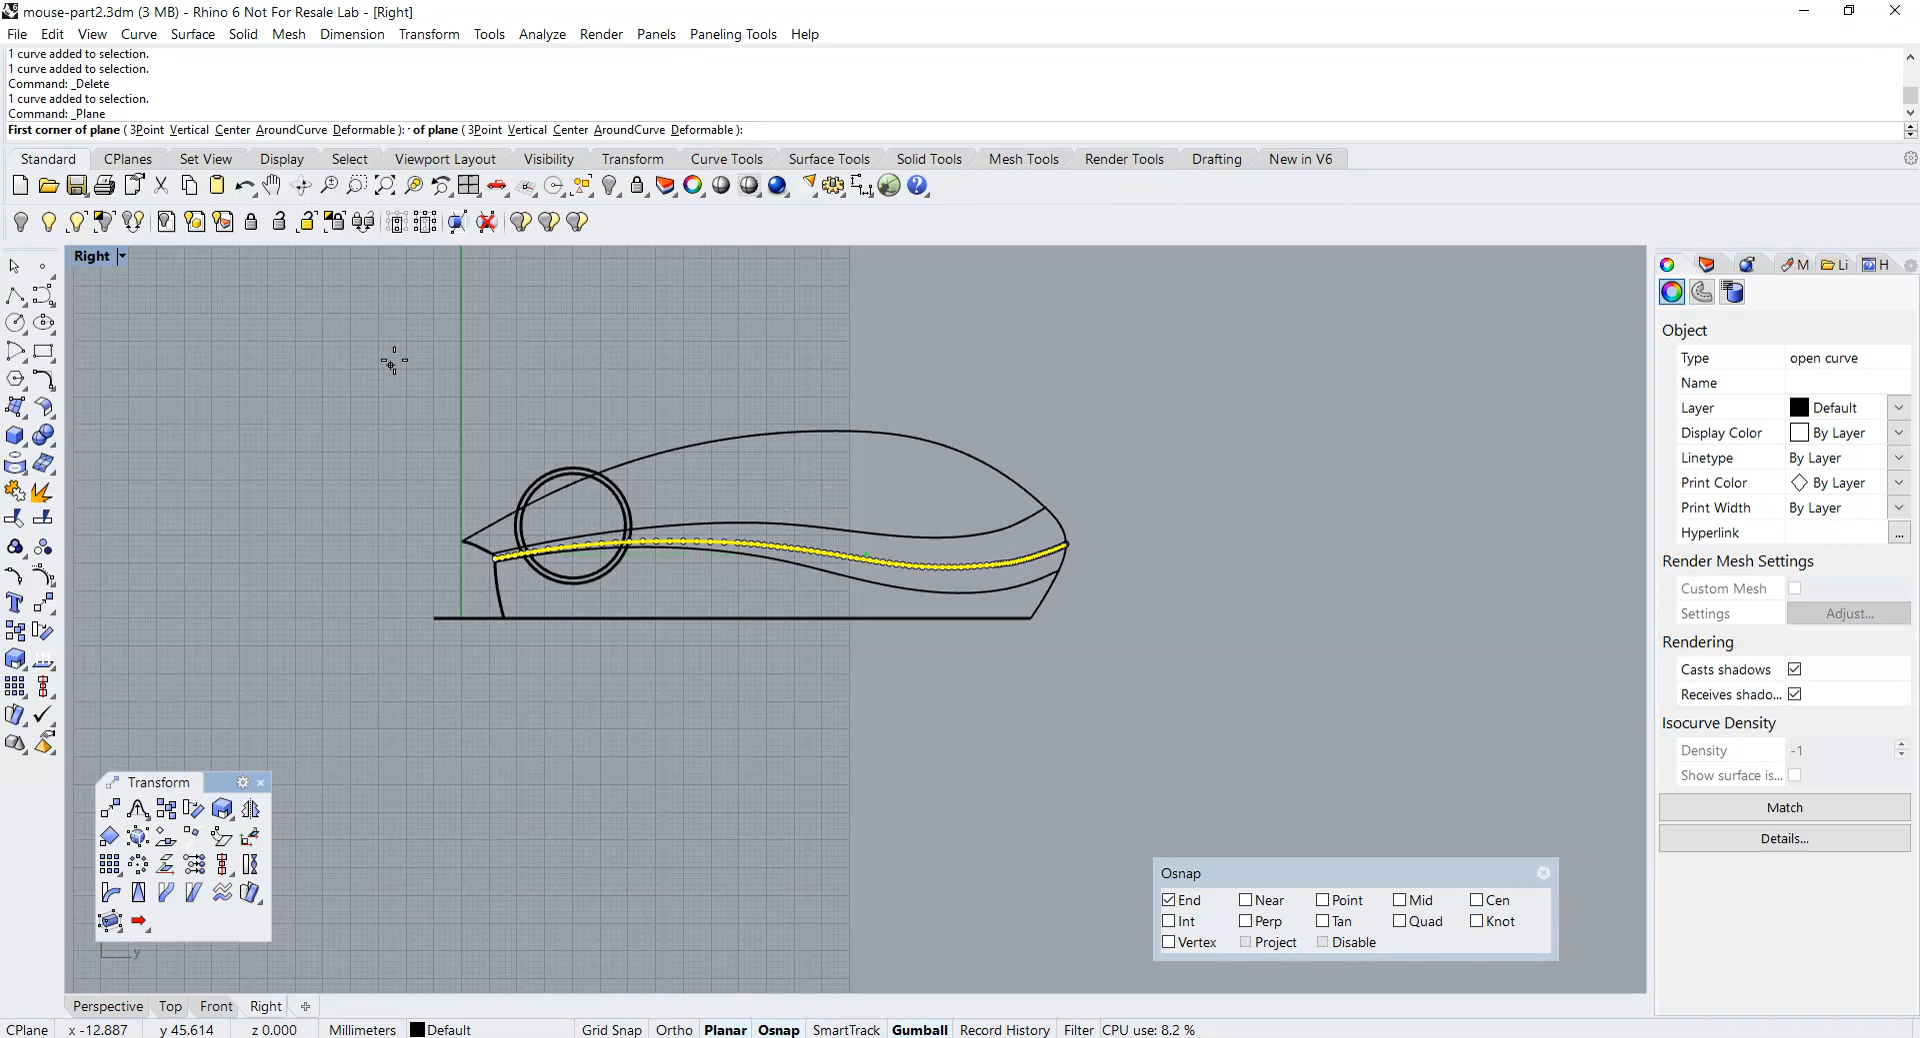 mouse-part2.3dm (3 MB) - Rhino 6 Not For Resale Lab - [Right]
File Edit View Curve Surface Solid Mesh Dimension Transform Tools Analyze Render Panels Paneling Tools Help
1 curve added to selection.
1 curve added to selection.
Command: _Delete
1 curve added to selection.
Command: _Plane
First corner of plane ( 3Point Vertical Center AroundCurve Deformable ): of plane ( 3Point Vertical Center AroundCurve Deformable ):
Standard CPlanes Set View Display Select Viewport Layout Visibility Transform Curve Tools Surface Tools Solid Tools Mesh Tools Render Tools Drafting New in V6
Right
M Li H
Object
Type open curve
Name
Layer Default
Display Color By Layer
Linetype By Layer
Print Color By Layer
Print Width By Layer
Hyperlink ...
Render Mesh Settings
Custom Mesh
Settings Adjust...
Rendering
Casts shadows
Receives shado...
Isocurve Density
Density -1
Show surface is...
Match
Details...
Transform
y
Osnap
End Near Point Mid Cen
Int Perp Tan Quad Knot
Vertex Project Disable
Perspective Top Front Right
CPlane x -12.887 y 45.614 z 0.000 Millimeters Default Grid Snap Ortho Planar Osnap SmartTrack Gumball Record History Filter CPU use: 8.2 %